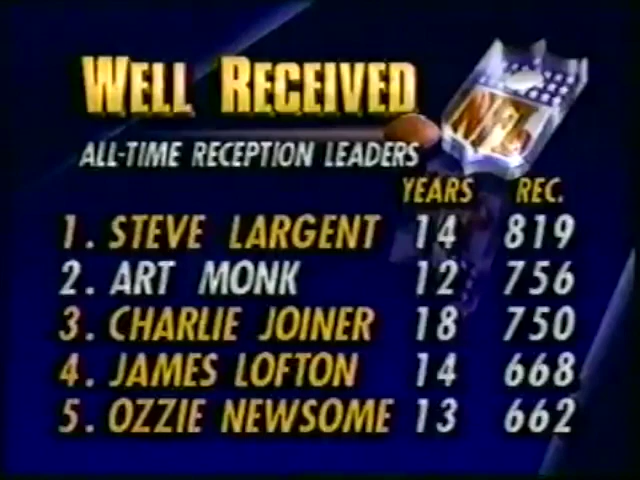 WELL RECEIVED
ALL-TIME RECEPTION LEADERS
YEARS REC.
1. STEVE LARGENT 14 819
2. ART MONK 12 756
3. CHARLIE JOINER 18 750
4. JAMES LOFTON 14 668
5. OZZIE NEWSOME 13 662